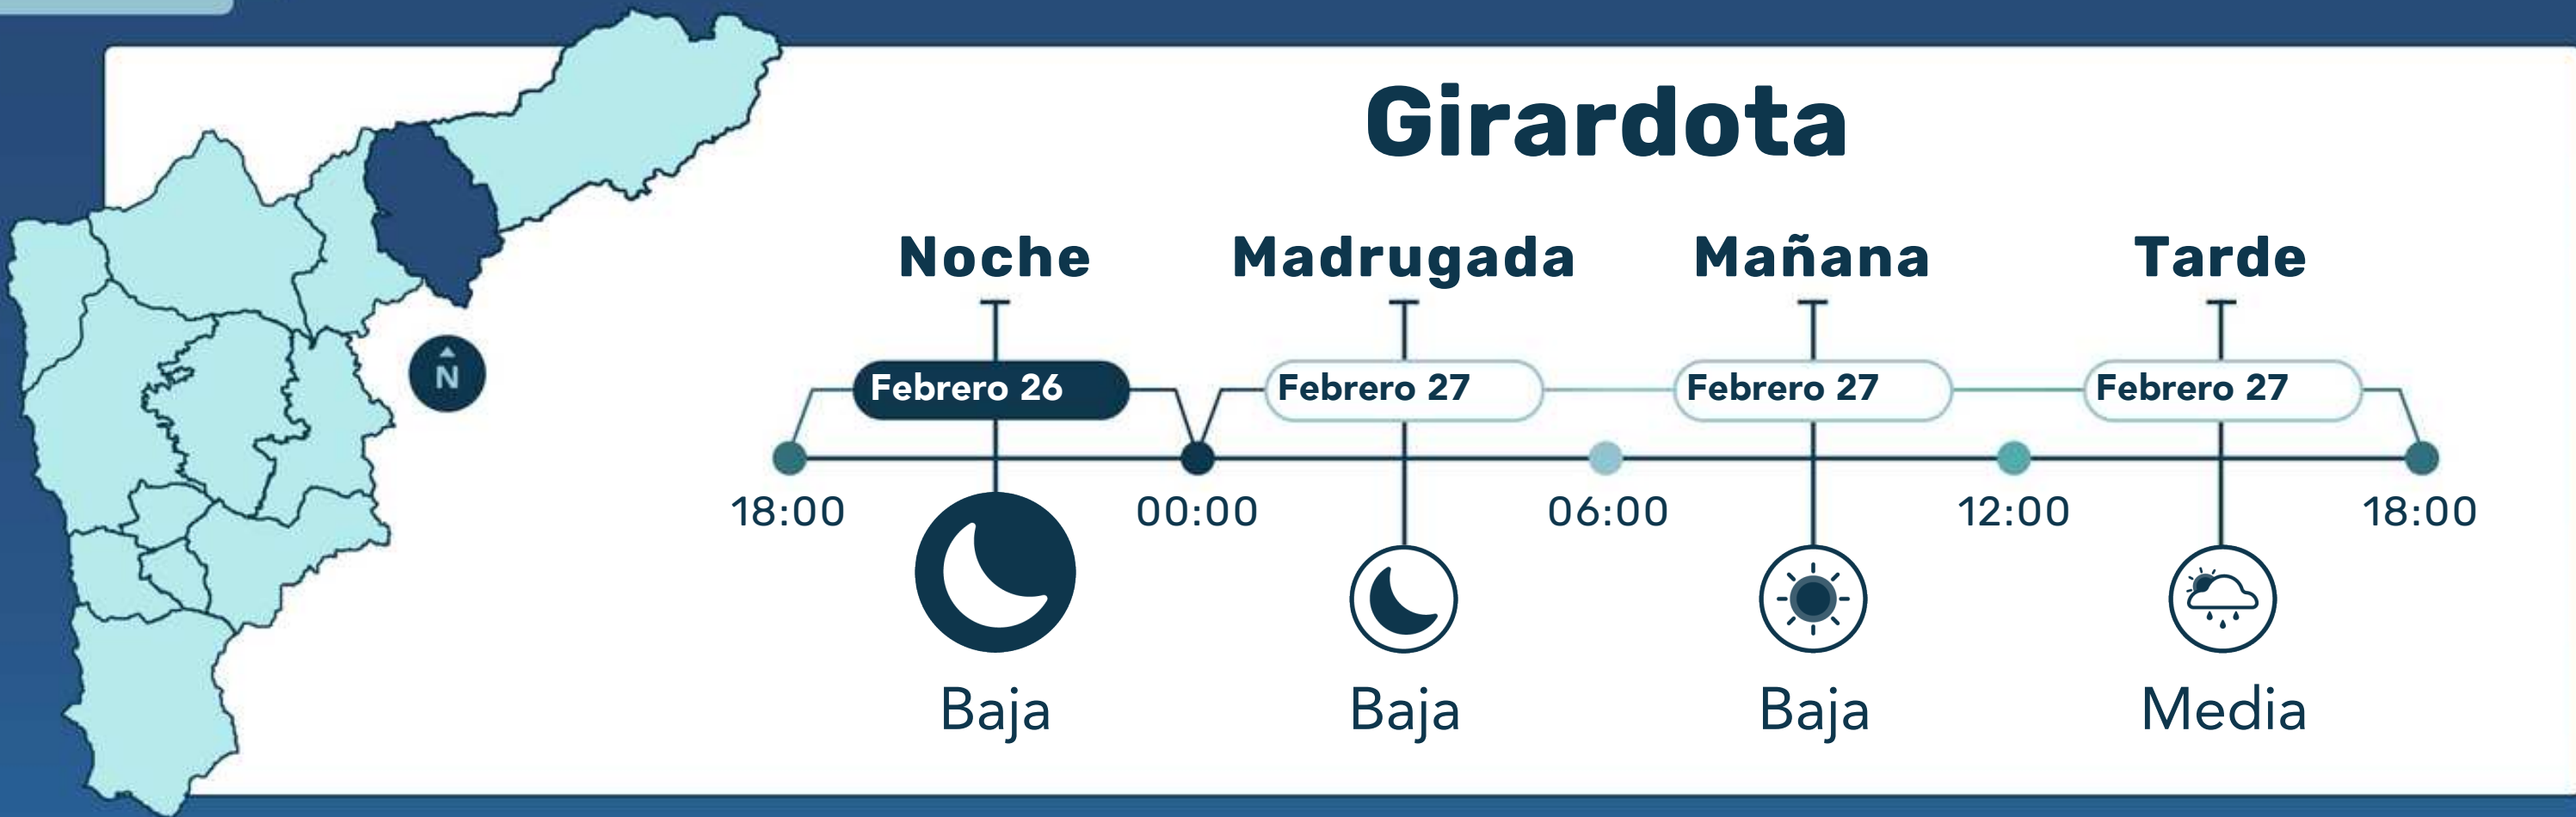 Girardota
Noche Madrugada Mañana Tarde
Febrero 26 Febrero 27 Febrero 27 Febrero 27
N
18:00 00:00 06:00 12:00 18:00
Baja Baja Baja Media